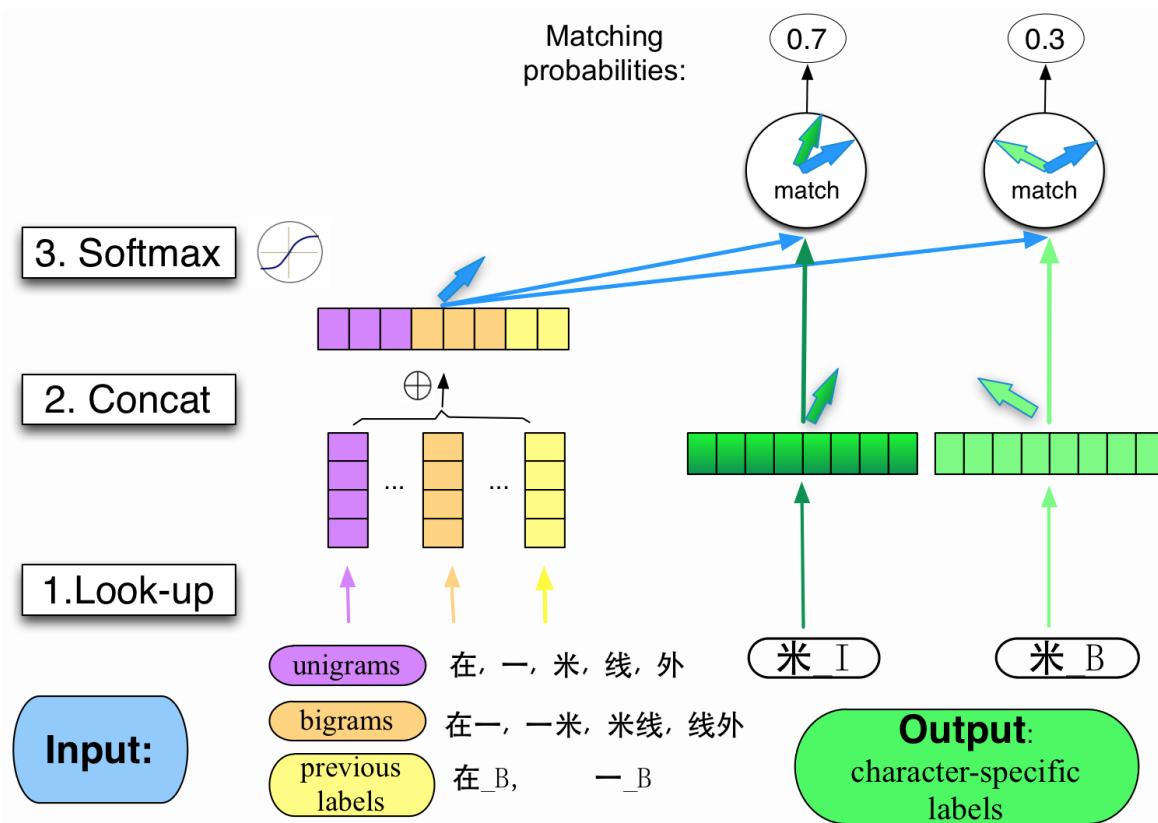 Matching
probabilities:
0.7
0.3
match
match
3. Softmax
2. Concat
...
...
1.Look-up
米_I
米_B
unigrams
在, 一, 米, 线, 外
bigrams
在一, 一米, 米线, 线外
previous
labels
在_B, 一_B
Input:
Output:
character-specific
labels